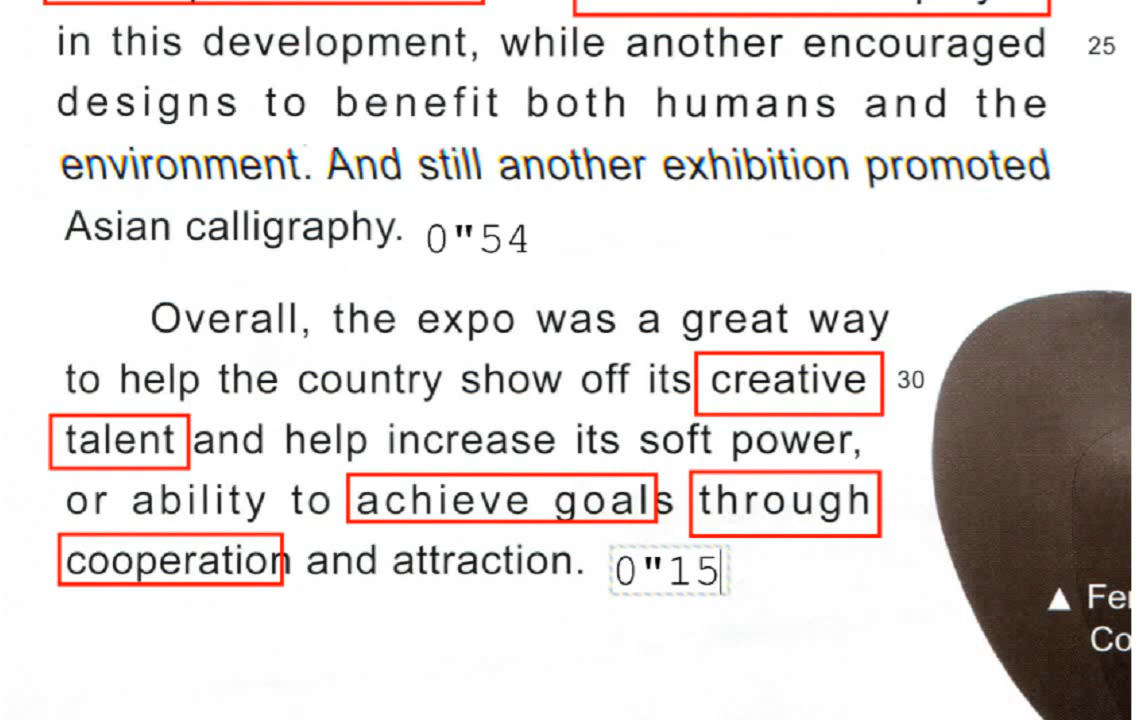 in this development, while another encouraged 25
designs to benefit both humans and the
environment. And still another exhibition promoted
Asian calligraphy. 0"54
Overall, the expo was a great way
to help the country show off its creative 30
talent and help increase its soft power,
or ability to achieve goals through
cooperation and attraction. 0"15
▲